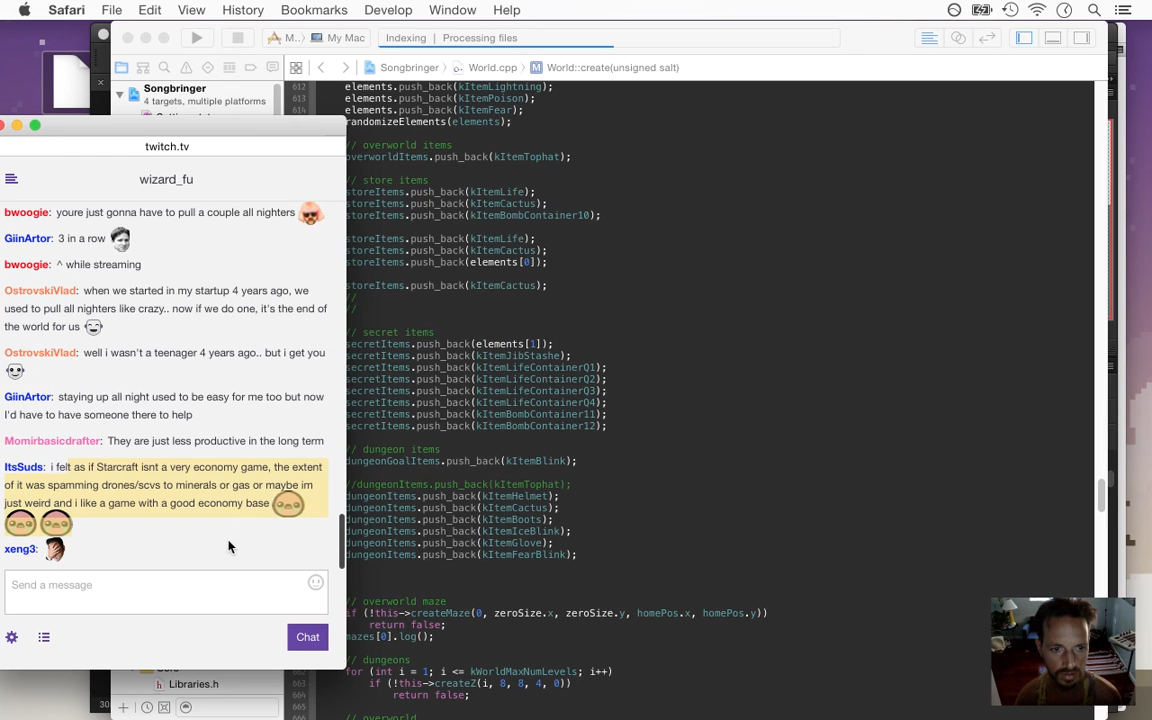 Safari File Edit View History Bookmarks Develop Window Help
M... My Mac Indexing | Processing files
Songbringer World.cpp World::create(unsigned salt)
Songbringer
4 targets, multiple platforms
twitch.tv
wizard_fu
bwoogie: youre just gonna have to pull a couple all nighters
GiinArtor: 3 in a row
bwoogie: ^ while streaming
OstrovskiVlad: when we started in my startup 4 years ago, we
used to pull all nighters like crazy.. now if we do one, it's the end of
the world for us
OstrovskiVlad: well i wasn't a teenager 4 years ago.. but i get you
GiinArtor: staying up all night used to be easy for me too but now
I'd have to have someone there to help
Momirbasicdrafter: They are just less productive in the long term
ItsSuds: i felt as if Starcraft isnt a very economy game, the extent
of it was spamming drones/scvs to minerals or gas or maybe im
just weird and i like a game with a good economy base
xeng3:
Send a message
Chat
Libraries.h
612 elements.push_back(kItemLightning);
613 elements.push_back(kItemPoison);
614 elements.push_back(kItemFear);
randomizeElements(elements);
// overworld items
overworldItems.push_back(kItemTophat);
// store items
storeItems.push_back(kItemLife);
storeItems.push_back(kItemCactus);
storeItems.push_back(kItemBombContainer10);
storeItems.push_back(kItemLife);
storeItems.push_back(kItemCactus);
storeItems.push_back(elements[0]);
storeItems.push_back(kItemCactus);
//
//
// secret items
secretItems.push_back(elements[1]);
secretItems.push_back(kItemJibStashe);
secretItems.push_back(kItemLifeContainerQ1);
secretItems.push_back(kItemLifeContainerQ2);
secretItems.push_back(kItemLifeContainerQ3);
secretItems.push_back(kItemLifeContainerQ4);
secretItems.push_back(kItemBombContainer11);
secretItems.push_back(kItemBombContainer12);
// dungeon items
dungeonGoalItems.push_back(kItemBlink);
//dungeonItems.push_back(kItemTophat);
dungeonItems.push_back(kItemHelmet);
dungeonItems.push_back(kItemCactus);
dungeonItems.push_back(kItemBoots);
dungeonItems.push_back(kItemIceBlink);
dungeonItems.push_back(kItemGlove);
dungeonItems.push_back(kItemFearBlink);
// overworld maze
if (!this->createMaze(0, zeroSize.x, zeroSize.y, homePos.x, homePos.y))
return false;
mazes[0].log();
// dungeons
662 for (int i = 1; i <= kWorldMaxNumLevels; i++)
663 if (!this->createZ(i, 8, 8, 4, 0))
664 return false;
665
666 // overworld